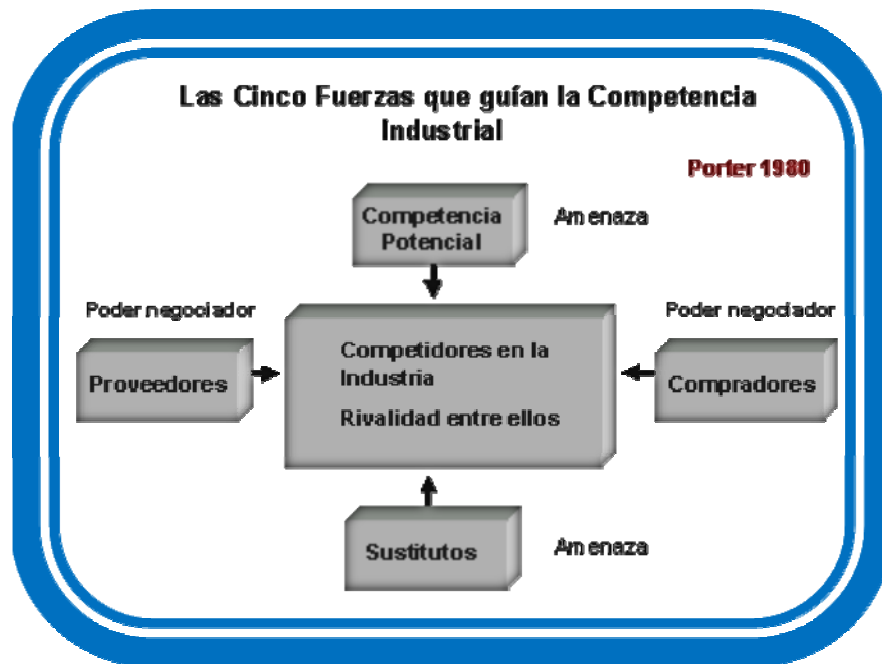 Las Cinco Fuerzas que guían la Competencia
Industrial
Porter 1980
Competencia
Potencial
Amenaza
Poder negociador
Poder negociador
Proveedores
Competidores en la
Industria
Rivalidad entre ellos
Compradores
Sustitutos
Amenaza